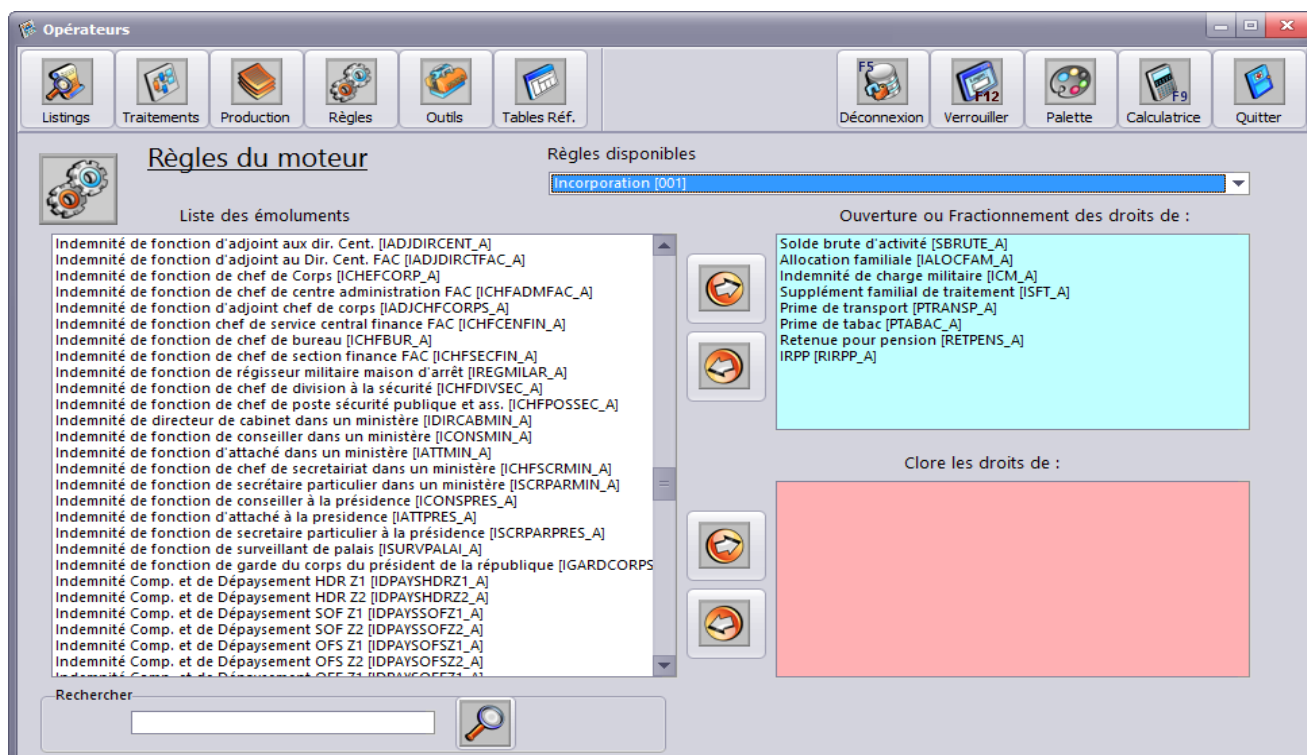 Opérateurs
Listings
Traitements
Production
Règles
Outils
Tables Réf.
F5
Déconnexion
F12
Verrouiller
Palette
F9
Calculatrice
Quitter
Règles du moteur
Règles disponibles
Incorporation [001]
Liste des émoluments
Indemnité de fonction d'adjoint aux dir. Cent. [IADJDIRCENT_A]
Indemnité de fonction d'adjoint au Dir. Cent. FAC [IADJDIRCTFAC_A]
Indemnité de fonction de chef de Corps [ICHEFCORP_A]
Indemnité de fonction de chef de centre administration FAC [ICHFADMFAC_A]
Indemnité de fonction d'adjoint chef de corps [IADJCHFCORPS_A]
Indemnité de fonction chef de service central finance FAC [ICHFCENFIN_A]
Indemnité de fonction de chef de bureau [ICHFBUR_A]
Indemnité de fonction de chef de section finance FAC [ICHFSECFIN_A]
Indemnité de fonction de régisseur militaire maison d'arrêt [IREGMILAR_A]
Indemnité de fonction de chef de division à la sécurité [ICHFDIVSEC_A]
Indemnité de fonction de chef de poste sécurité publique et ass. [ICHFPOSSEC_A]
Indemnité de directeur de cabinet dans un ministère [IDIRCABMIN_A]
Indemnité de fonction de conseiller dans un ministère [ICONSMIN_A]
Indemnité de fonction d'attaché dans un ministère [IATTMIN_A]
Indemnité de fonction de chef de secretairiat dans un ministère [ICHFSCRMIN_A]
Indemnité de fonction de secrétaire particulier dans un ministère [ISCRPARMIN_A]
Indemnité de fonction de conseiller à la présidence [ICONSPRES_A]
Indemnité de fonction d'attaché à la presidence [IATTPRES_A]
Indemnité de fonction de secretaire particulier à la présidence [ISCRPARPRES_A]
Indemnité de fonction de surveillant de palais [ISURVPALAI_A]
Indemnité de fonction de garde du corps du président de la république [IGARDCORPS
Indemnité Comp. et de Dépaysement HDR Z1 [IDPAYSHDRZ1_A]
Indemnité Comp. et de Dépaysement HDR Z2 [IDPAYSHDRZ2_A]
Indemnité Comp. et de Dépaysement SOF Z1 [IDPAYSSOFZ1_A]
Indemnité Comp. et de Dépaysement SOF Z2 [IDPAYSSOFZ2_A]
Indemnité Comp. et de Dépaysement OFS Z1 [IDPAYSOFSZ1_A]
Indemnité Comp. et de Dépaysement OFS Z2 [IDPAYSOFSZ2_A]
Ouverture ou Fractionnement des droits de :
Solde brute d'activité [SBRUTE_A]
Allocation familiale [IALOCFAM_A]
Indemnité de charge militaire [ICM_A]
Supplément familial de traitement [ISFT_A]
Prime de transport [PTRANSP_A]
Prime de tabac [PTABAC_A]
Retenue pour pension [RETPENS_A]
IRPP [RIRPP_A]
Clore les droits de :
Rechercher